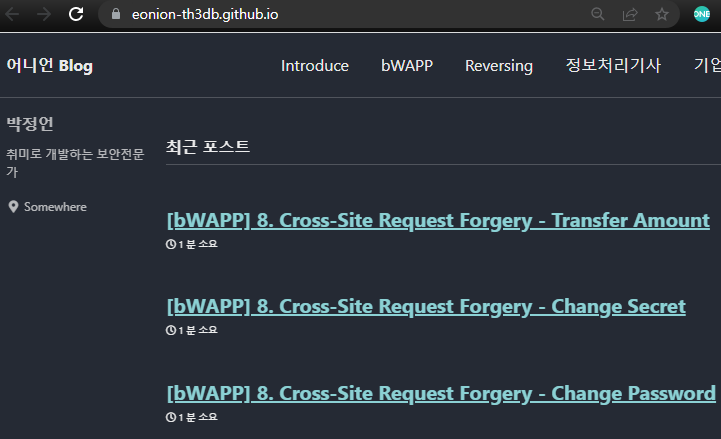 eonion-th3db.github.io
ONE
어니언 Blog
Introduce
bWAPP
Reversing
정보처리기사
기업
박정언
취미로 개발하는 보안전문
가
Somewhere
최근 포스트
[bWAPP] 8. Cross-Site Request Forgery - Transfer Amount
1 분 소요
[bWAPP] 8. Cross-Site Request Forgery - Change Secret
1 분 소요
[bWAPP] 8. Cross-Site Request Forgery - Change Password
1 분 소요